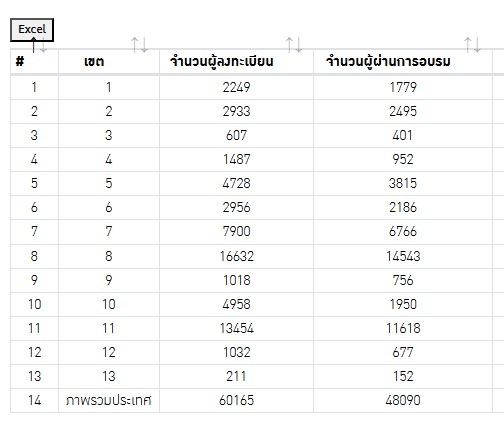 Excel
# เขต จำนวนผู้ลงทะเบียน จำนวนผู้ผ่านการอบรม
1 1 2249 1779
2 2 2933 2495
3 3 607 401
4 4 1487 952
5 5 4728 3815
6 6 2956 2186
7 7 7900 6766
8 8 16632 14543
9 9 1018 756
10 10 4958 1950
11 11 13454 11618
12 12 1032 677
13 13 211 152
14 ภาพรวมประเทศ 60165 48090